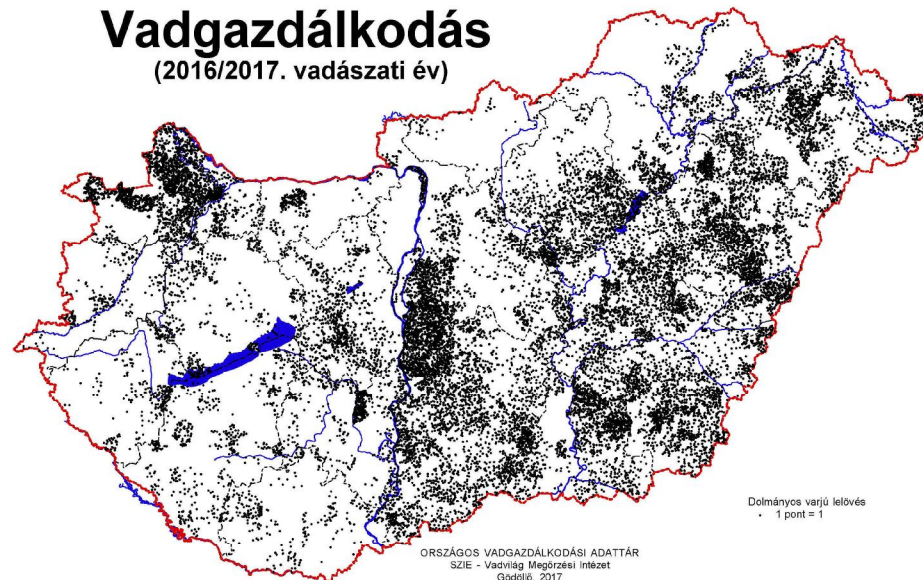 Vadgazdálkodás
(2016/2017. vadászati év)
Dolmányos varjú lelövés
1 pont = 1
ORSZÁGOS VADGAZDÁLKODÁSI ADATTÁR
SZIE - Vadvilág Megőrzési Intézet
Gödöllő, 2017